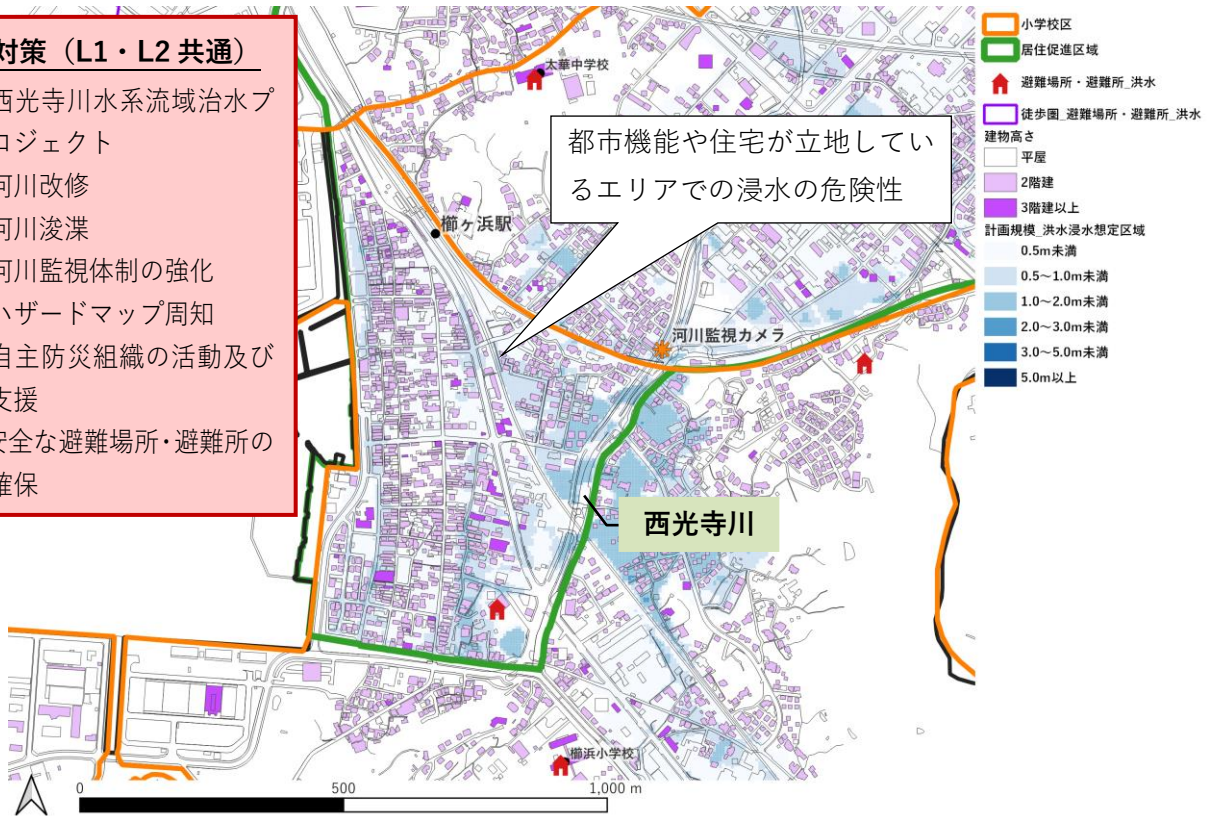 対策（L1・L2 共通）
西光寺川水系流域治水プ
ロジェクト
河川改修
河川浚渫
河川監視体制の強化
ハザードマップ周知
自主防災組織の活動及び
支援
安全な避難場所・避難所の
確保
太華中学校
都市機能や住宅が立地してい
るエリアでの浸水の危険性
櫛ヶ浜駅
河川監視カメラ
西光寺川
櫛浜小学校
0 500 1,000 m
小学校区
居住促進区域
避難場所・避難所_洪水
徒歩圏_避難場所・避難所_洪水
建物高さ
平屋
2階建
3階建以上
計画規模_洪水浸水想定区域
0.5m未満
0.5～1.0m未満
1.0～2.0m未満
2.0～3.0m未満
3.0～5.0m未満
5.0m以上